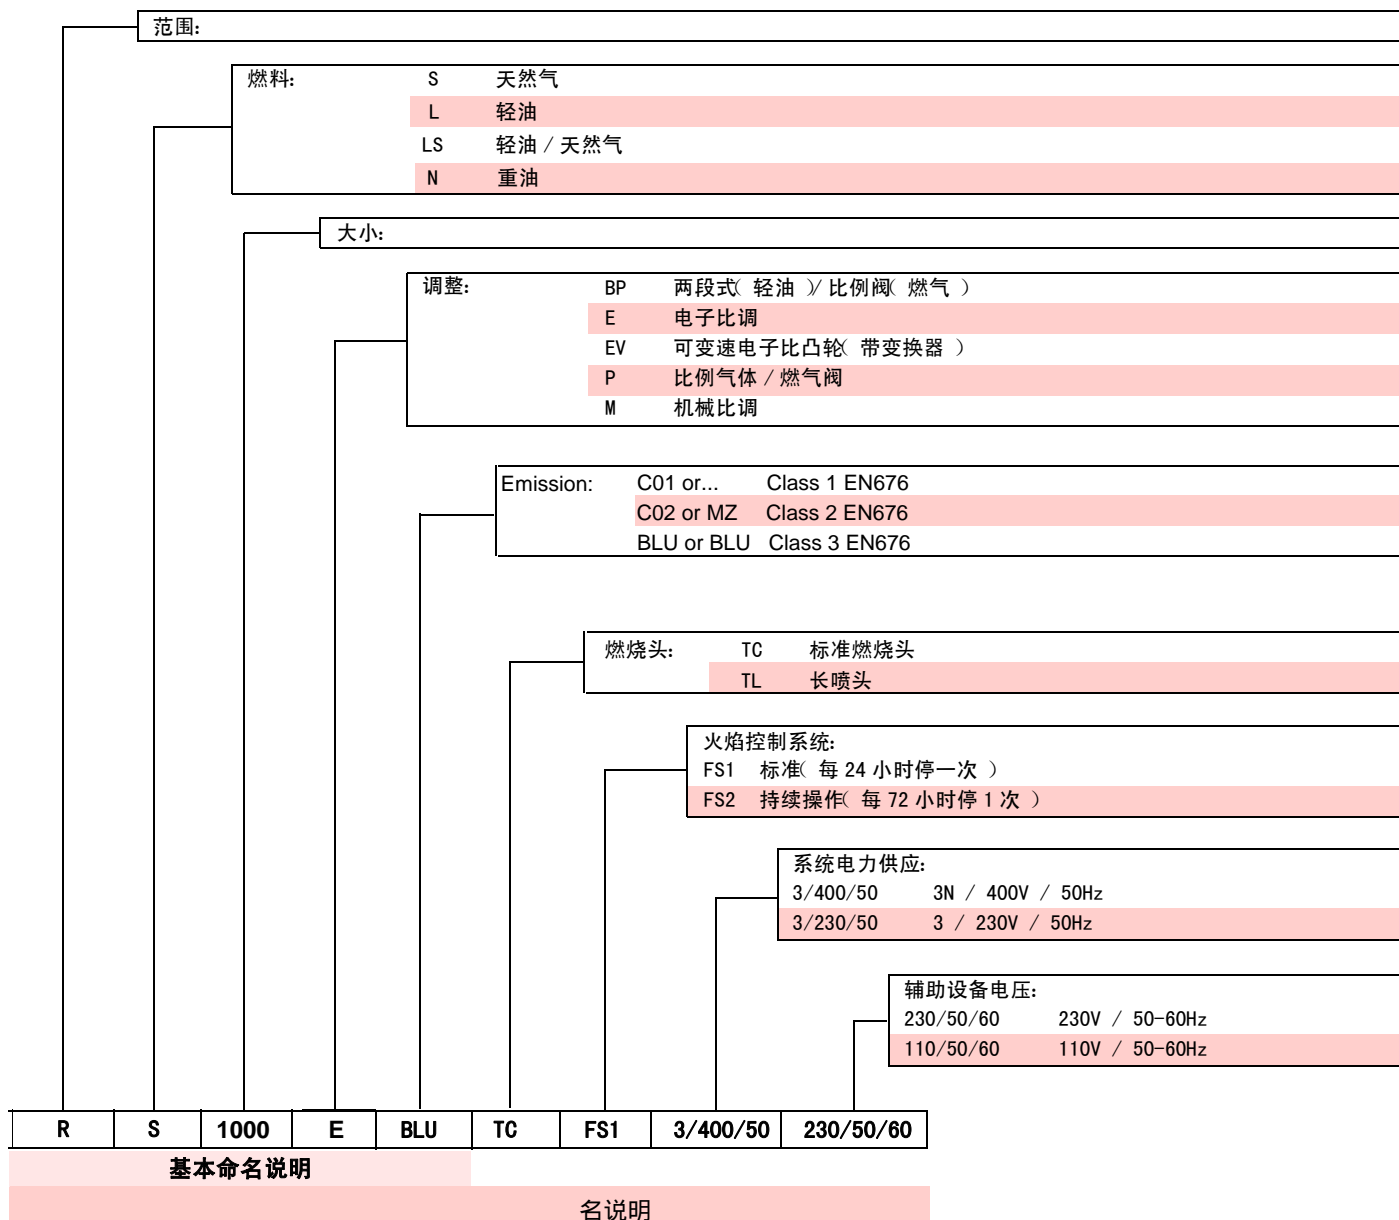 范围:
燃料: S 天然气
L 轻油
LS 轻油 / 天然气
N 重油
大小:
调整: BP 两段式( 轻油 )/ 比例阀( 燃气 )
E 电子比调
EV 可变速电子比凸轮( 带变换器 )
P 比例气体 / 燃气阀
M 机械比调
Emission: C01 or... Class 1 EN676
C02 or MZ Class 2 EN676
BLU or BLU Class 3 EN676
燃烧头: TC 标准燃烧头
TL 长喷头
火焰控制系统:
FS1 标准( 每 24 小时停一次 )
FS2 持续操作( 每 72 小时停 1 次 )
系统电力供应:
3/400/50 3N / 400V / 50Hz
3/230/50 3 / 230V / 50Hz
辅助设备电压:
230/50/60 230V / 50-60Hz
110/50/60 110V / 50-60Hz
R S 1000 E BLU TC FS1 3/400/50 230/50/60
基本命名说明
名说明